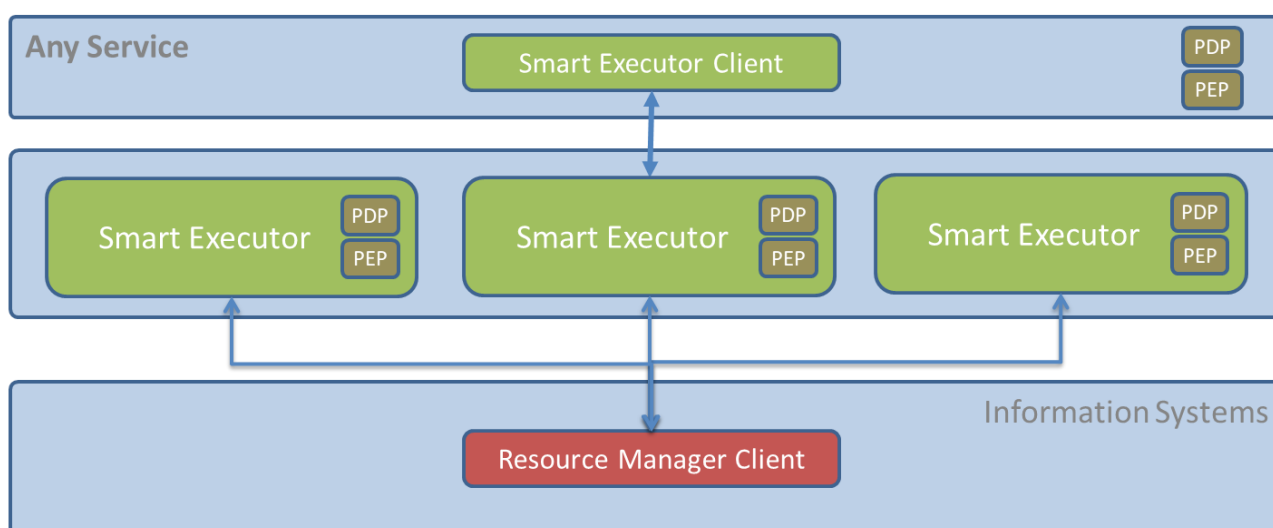 Any Service
Smart Executor Client
PDP
PEP
Smart Executor
PDP
PEP
Smart Executor
PDP
PEP
Smart Executor
PDP
PEP
Information Systems
Resource Manager Client